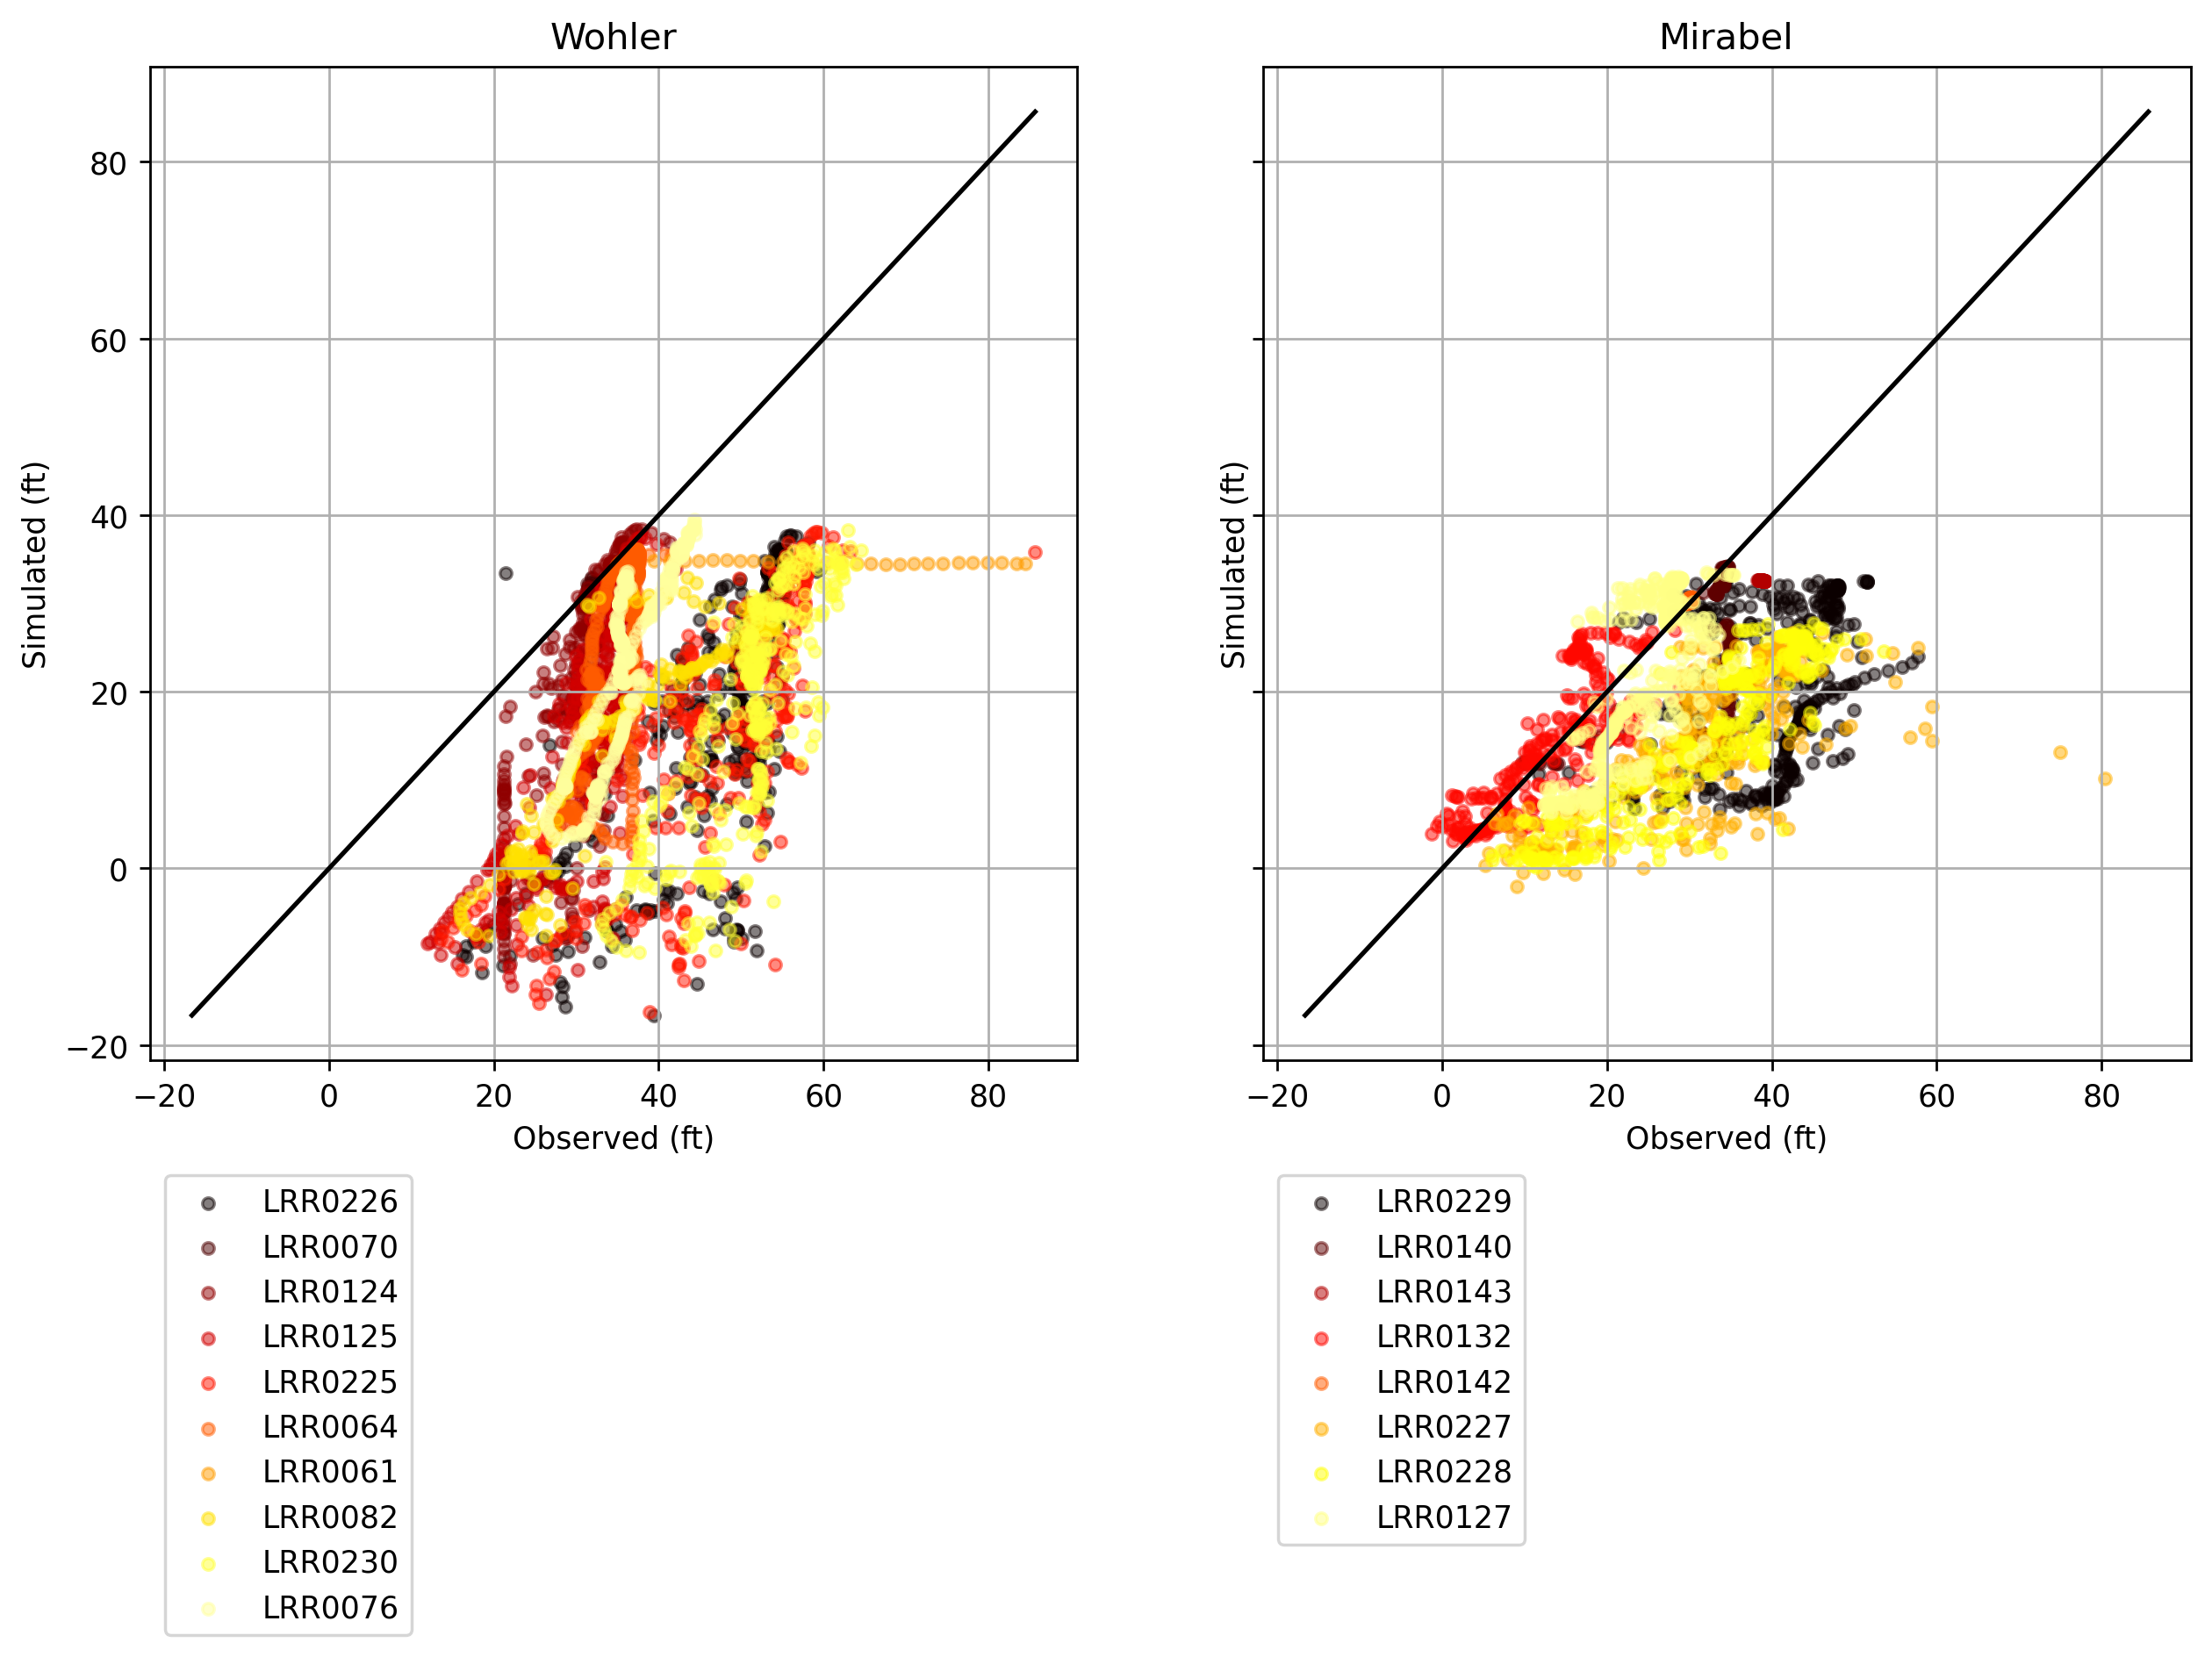 Wohler
Mirabel
80
60
40
20
0
−20
Simulated (ft)
Simulated (ft)
−20 0 20 40 60 80
−20 0 20 40 60 80
Observed (ft)
Observed (ft)
LRR0226
LRR0070
LRR0124
LRR0125
LRR0225
LRR0064
LRR0061
LRR0082
LRR0230
LRR0076
LRR0229
LRR0140
LRR0143
LRR0132
LRR0142
LRR0227
LRR0228
LRR0127